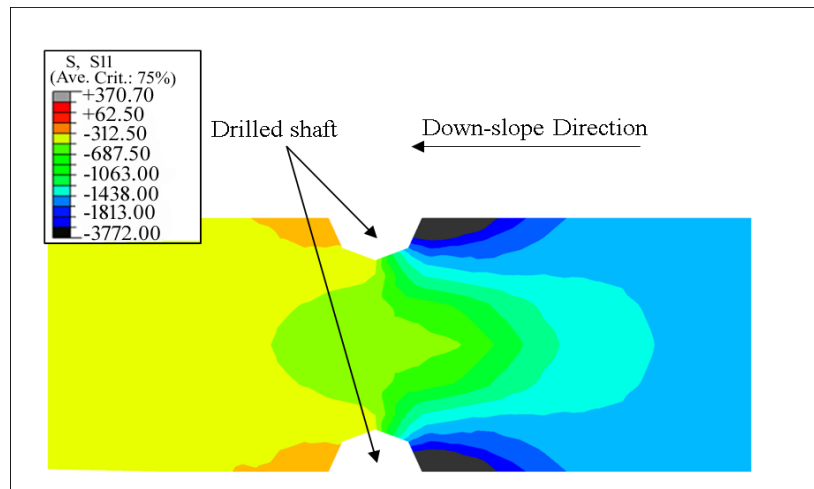 S, S11
(Ave. Crit.: 75%)
+370.70
+62.50
-312.50
-687.50
-1063.00
-1438.00
-1813.00
-3772.00
Drilled shaft
Down-slope Direction